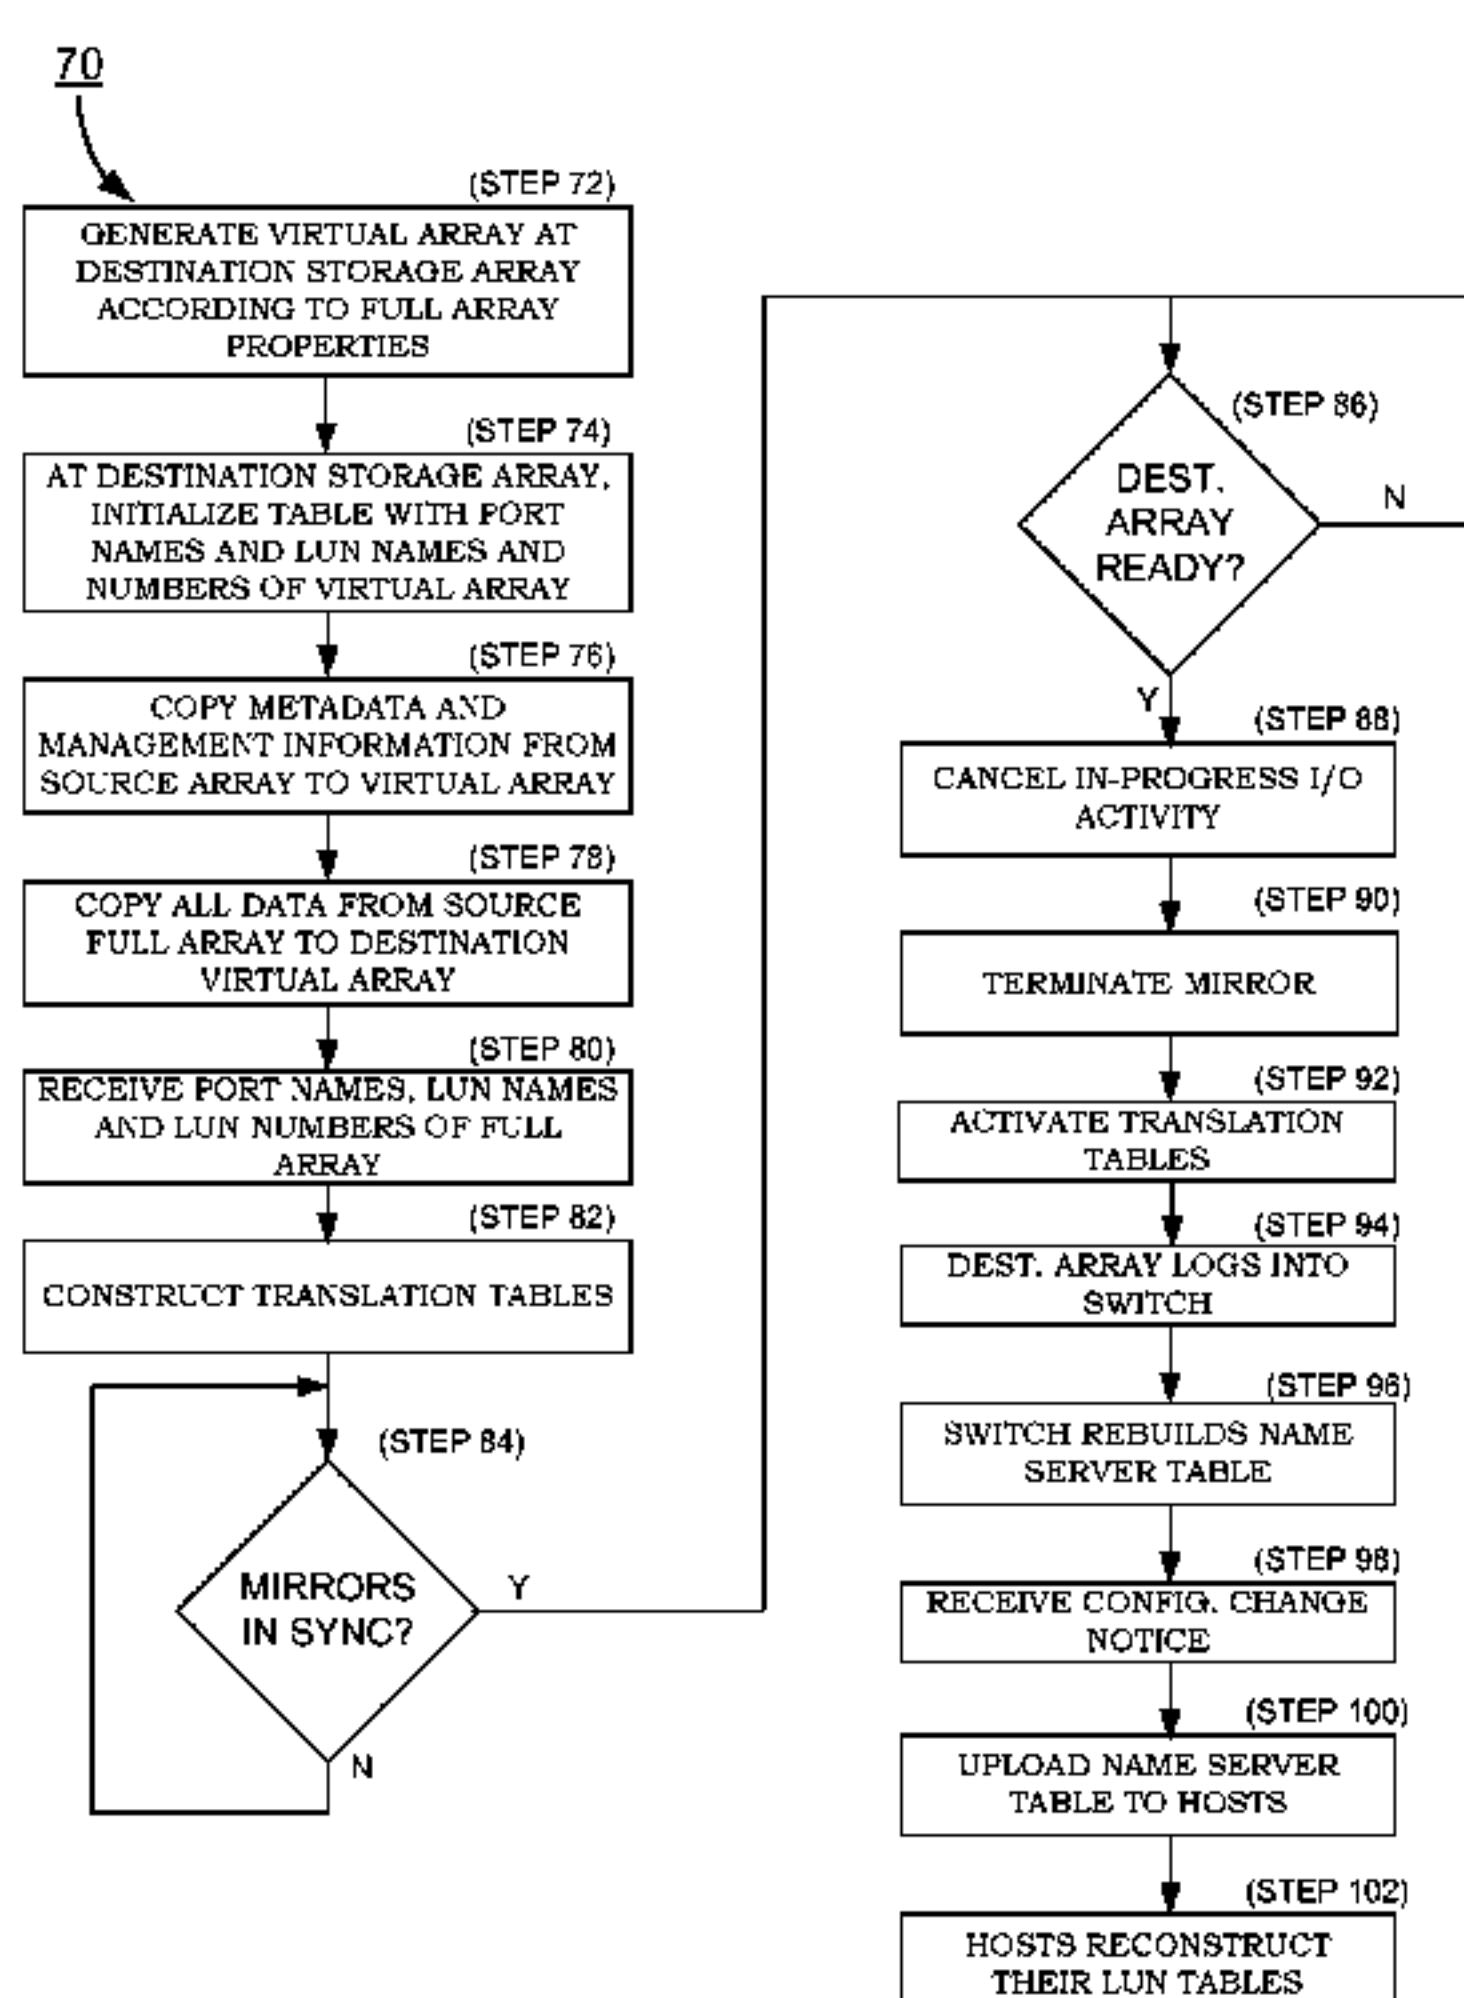 70
(STEP 72)
GENERATE VIRTUAL ARRAY AT
DESTINATION STORAGE ARRAY
ACCORDING TO FULL ARRAY
PROPERTIES
(STEP 74)
AT DESTINATION STORAGE ARRAY,
INITIALIZE TABLE WITH PORT
NAMES AND LUN NAMES AND
NUMBERS OF VIRTUAL ARRAY
(STEP 76)
COPY METADATA AND
MANAGEMENT INFORMATION FROM
SOURCE ARRAY TO VIRTUAL ARRAY
(STEP 78)
COPY ALL DATA FROM SOURCE
FULL ARRAY TO DESTINATION
VIRTUAL ARRAY
(STEP 80)
RECEIVE PORT NAMES, LUN NAMES
AND LUN NUMBERS OF FULL
ARRAY
(STEP 82)
CONSTRUCT TRANSLATION TABLES
(STEP 84)
MIRRORS
IN SYNC?
Y
N
(STEP 86)
DEST.
ARRAY
READY?
N
Y
(STEP 88)
CANCEL IN-PROGRESS I/O
ACTIVITY
(STEP 90)
TERMINATE MIRROR
(STEP 92)
ACTIVATE TRANSLATION
TABLES
(STEP 94)
DEST. ARRAY LOGS INTO
SWITCH
(STEP 96)
SWITCH REBUILDS NAME
SERVER TABLE
(STEP 98)
RECEIVE CONFIG. CHANGE
NOTICE
(STEP 100)
UPLOAD NAME SERVER
TABLE TO HOSTS
(STEP 102)
HOSTS RECONSTRUCT
THEIR LUN TABLES